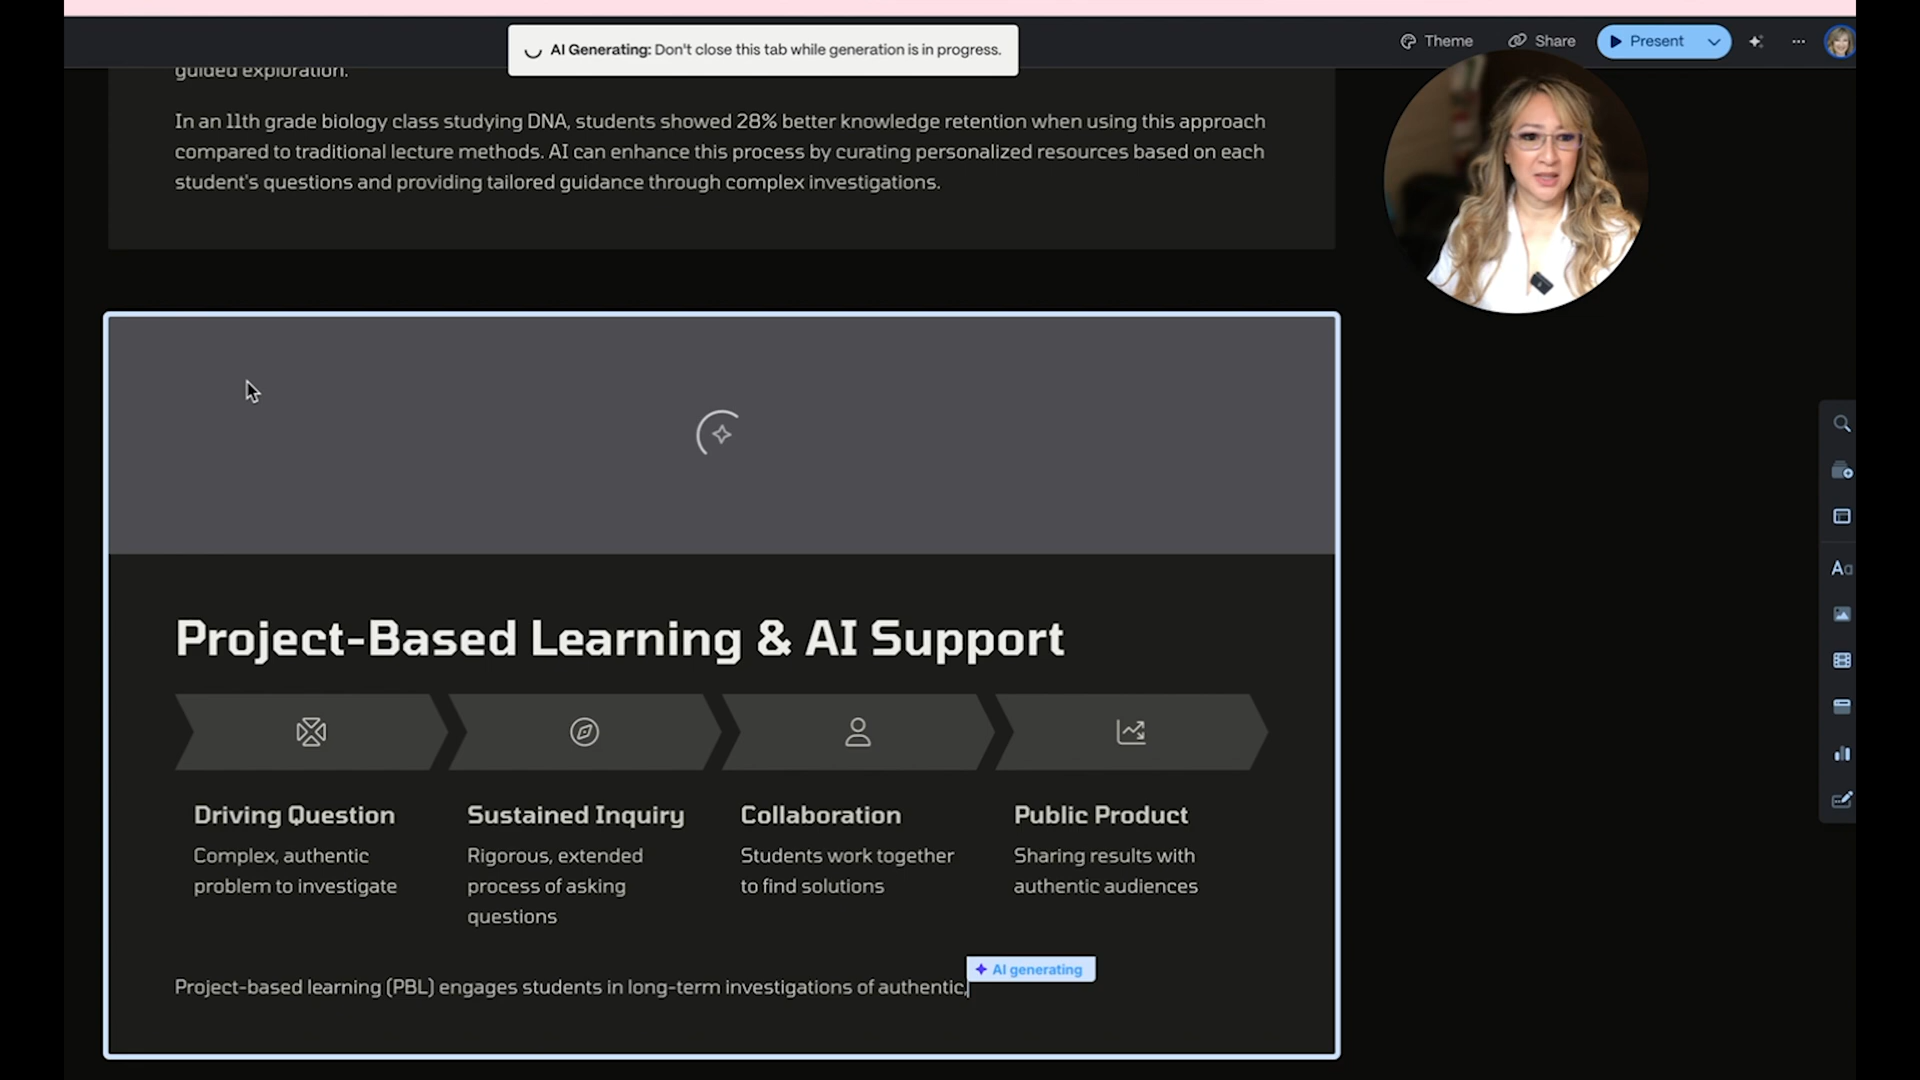 AI Generating: Don't close this tab while generation is in progress.
Theme
Share
Present
guided exploration.
In an 11th grade biology class studying DNA, students showed 28% better knowledge retention when using this approach
compared to traditional lecture methods. AI can enhance this process by curating personalized resources based on each
student's questions and providing tailored guidance through complex investigations.
Project-Based Learning & AI Support
Driving Question
Complex, authentic
problem to investigate
Sustained Inquiry
Rigorous, extended
process of asking
questions
Collaboration
Students work together
to find solutions
Public Product
Sharing results with
authentic audiences
AI generating
Project-based learning (PBL) engages students in long-term investigations of authentic,
Aa